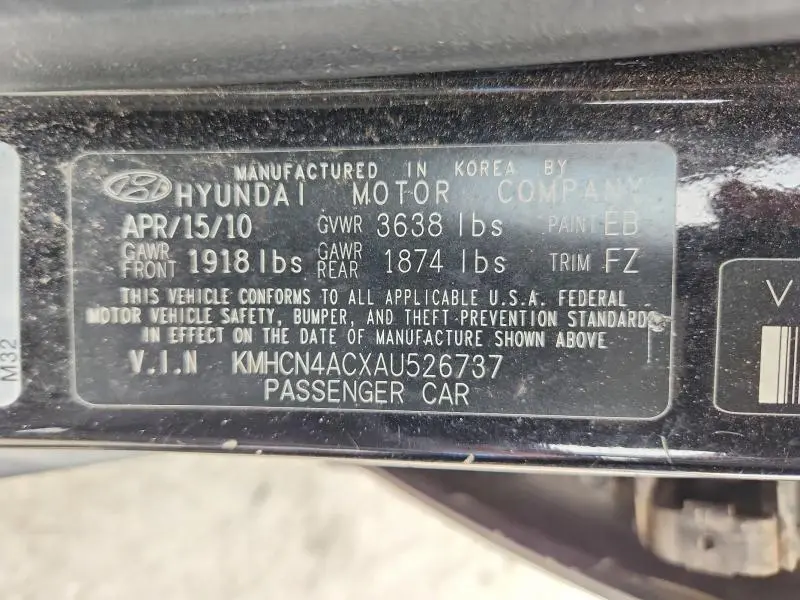 MANUFACTURED IN KOREA BY
HYUNDAI MOTOR COMPANY
APR/15/10 GVWR 3638 lbs PAINT EB
GAWR FRONT 1918 lbs GAWR REAR 1874 lbs TRIM FZ
THIS VEHICLE CONFORMS TO ALL APPLICABLE U.S.A. FEDERAL
MOTOR VEHICLE SAFETY, BUMPER, AND THEFT-PREVENTION STANDARDS
IN EFFECT ON THE DATE OF MANUFACTURE SHOWN ABOVE
V.I.N KMHCN4ACXAU526737
PASSENGER CAR
M32
V